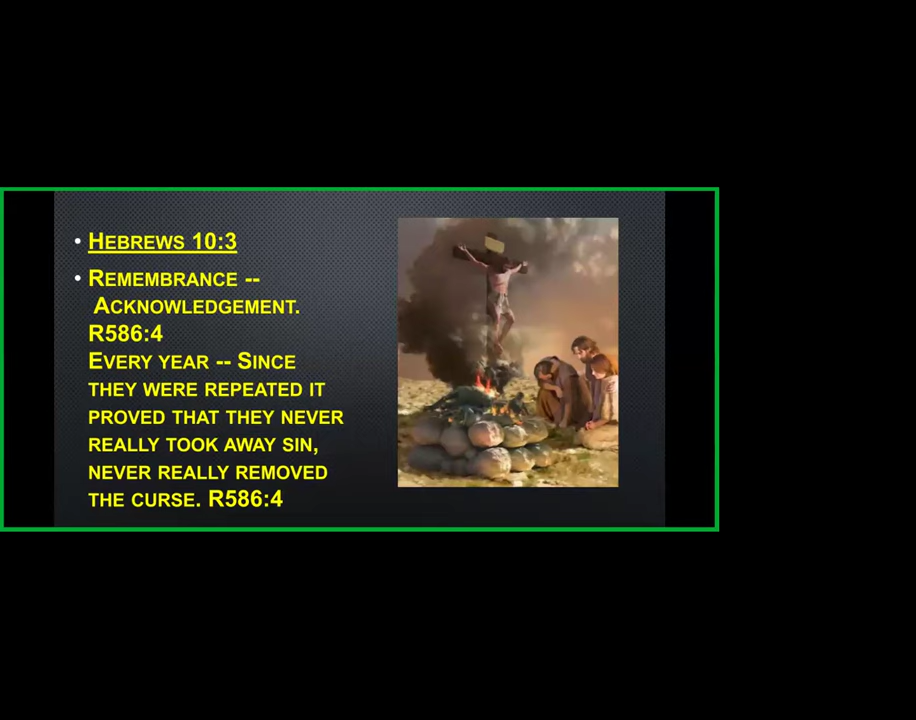 • HEBREWS 10:3
• REMEMBRANCE --
ACKNOWLEDGEMENT.
R586:4
EVERY YEAR -- SINCE
THEY WERE REPEATED IT
PROVED THAT THEY NEVER
REALLY TOOK AWAY SIN,
NEVER REALLY REMOVED
THE CURSE. R586:4